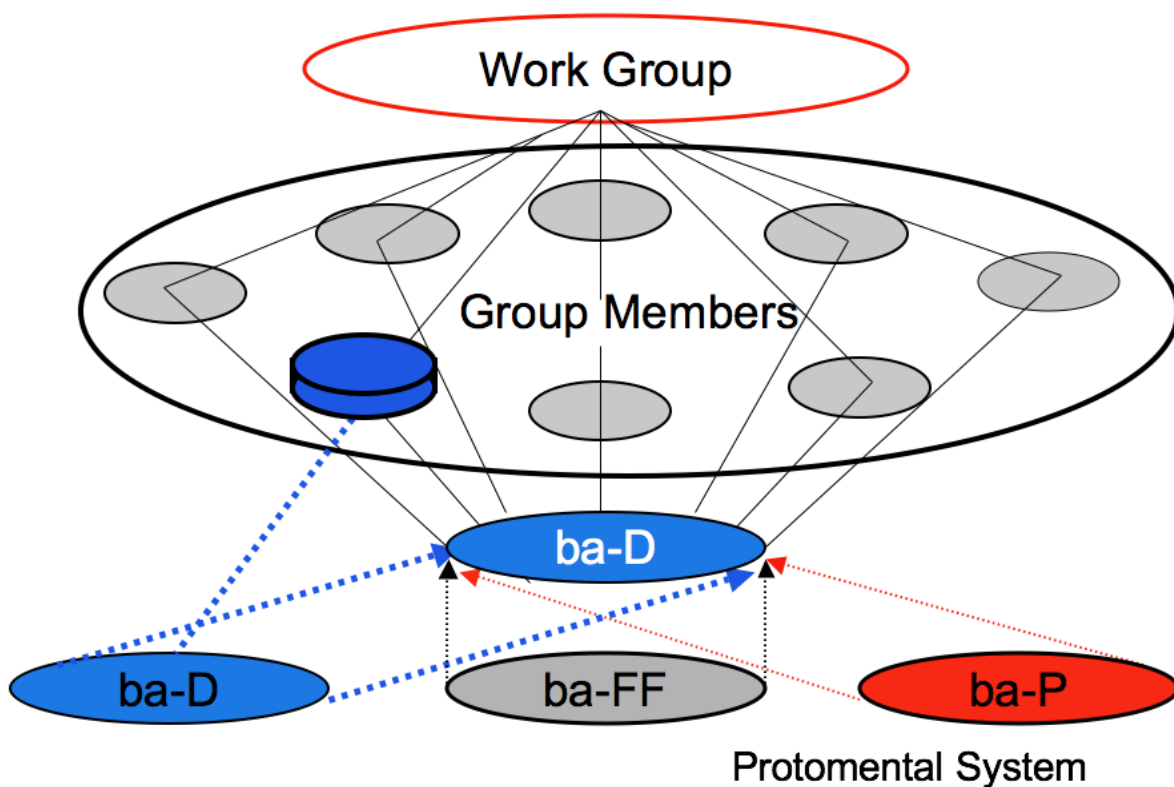 Work Group
Group Members
ba-D
ba-D
ba-FF
ba-P
Protomental System